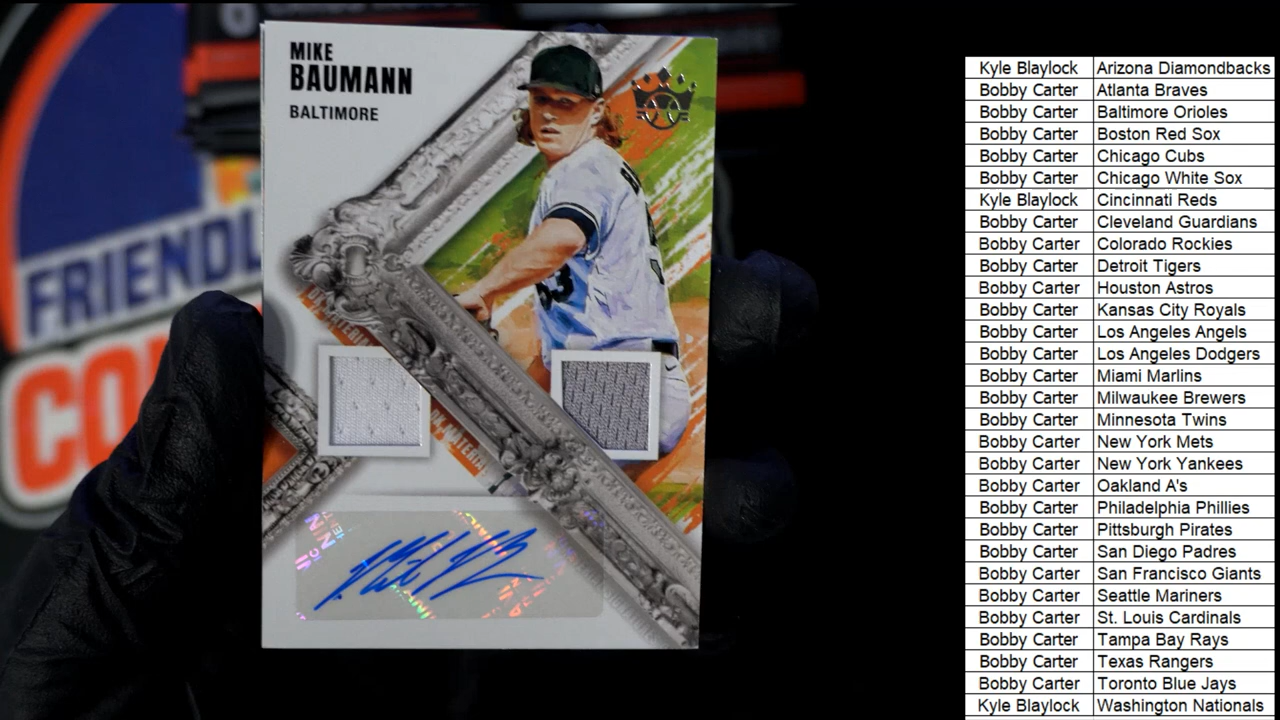 MIKE
BAUMANN
BALTIMORE
FRIENDL
CO
Kyle Blaylock Arizona Diamondbacks
Bobby Carter Atlanta Braves
Bobby Carter Baltimore Orioles
Bobby Carter Boston Red Sox
Bobby Carter Chicago Cubs
Bobby Carter Chicago White Sox
Kyle Blaylock Cincinnati Reds
Bobby Carter Cleveland Guardians
Bobby Carter Colorado Rockies
Bobby Carter Detroit Tigers
Bobby Carter Houston Astros
Bobby Carter Kansas City Royals
Bobby Carter Los Angeles Angels
Bobby Carter Los Angeles Dodgers
Bobby Carter Miami Marlins
Bobby Carter Milwaukee Brewers
Bobby Carter Minnesota Twins
Bobby Carter New York Mets
Bobby Carter New York Yankees
Bobby Carter Oakland A's
Bobby Carter Philadelphia Phillies
Bobby Carter Pittsburgh Pirates
Bobby Carter San Diego Padres
Bobby Carter San Francisco Giants
Bobby Carter Seattle Mariners
Bobby Carter St. Louis Cardinals
Bobby Carter Tampa Bay Rays
Bobby Carter Texas Rangers
Bobby Carter Toronto Blue Jays
Kyle Blaylock Washington Nationals